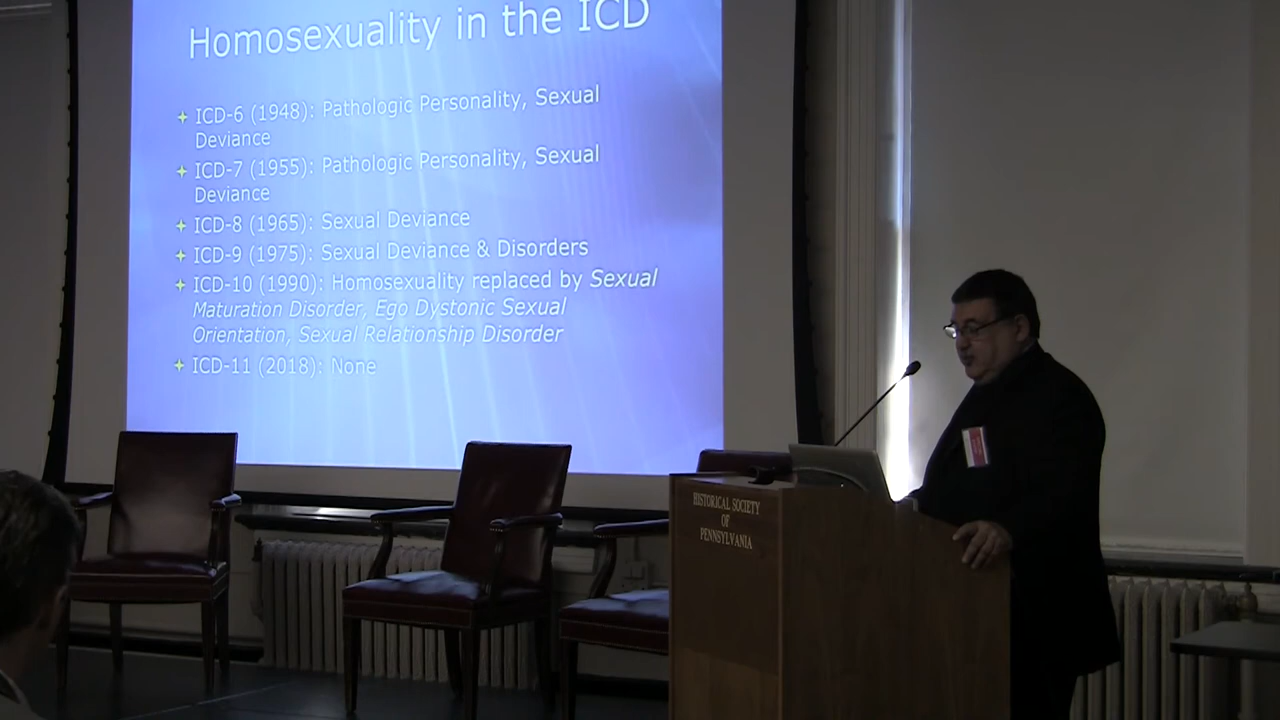 Homosexuality in the ICD
ICD-6 (1948): Pathologic Personality, Sexual
Deviance
ICD-7 (1955): Pathologic Personality, Sexual
Deviance
ICD-8 (1965): Sexual Deviance
ICD-9 (1975): Sexual Deviance & Disorders
ICD-10 (1990): Homosexuality replaced by Sexual
Maturation Disorder, Ego Dystonic Sexual
Orientation, Sexual Relationship Disorder
ICD-11 (2018): None
HISTORICAL SOCIETY
OF
PENNSYLVANIA